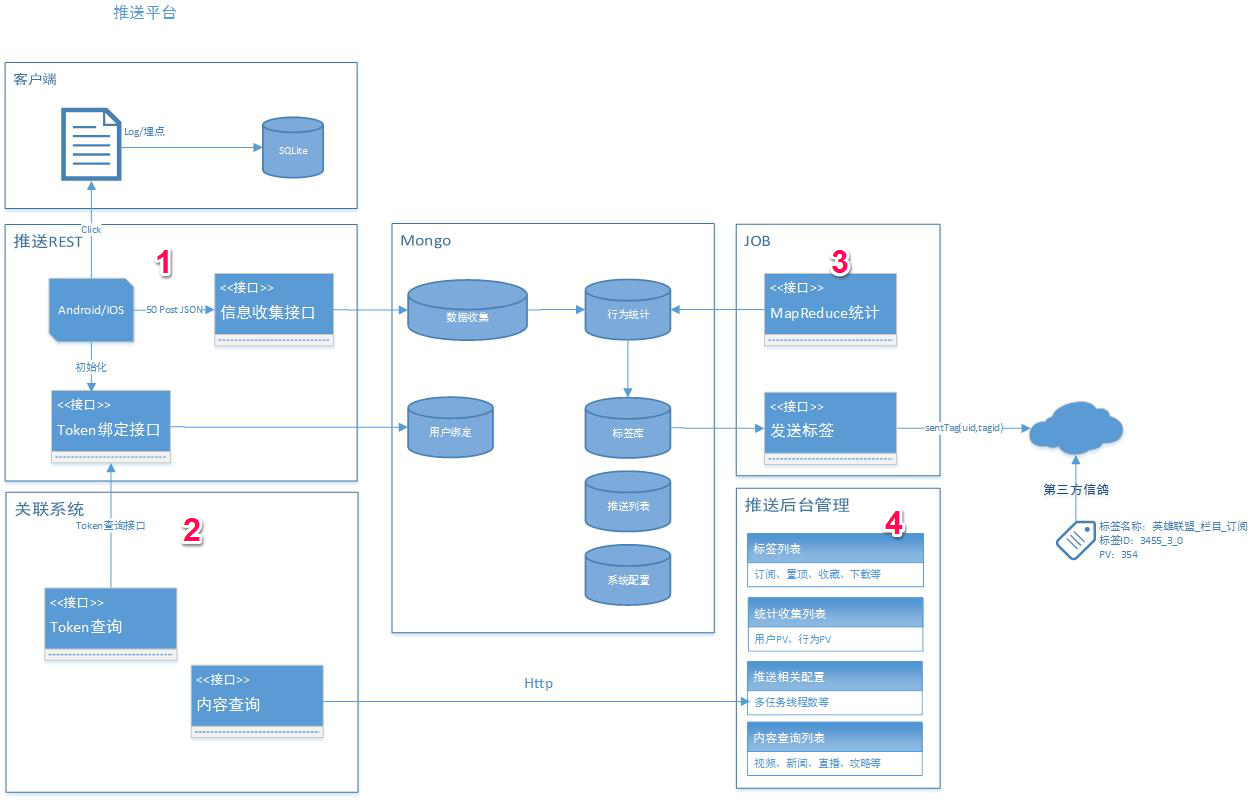 推送平台
客户端
Log/埋点
SQLite
Click
推送REST
1
Android/IOS
50 Post JSON
<<接口>>
信息收集接口
初始化
<<接口>>
Token绑定接口
关联系统
Token查询接口
2
<<接口>>
Token查询
<<接口>>
内容查询
Http
Mongo
数据收集
行为统计
用户绑定
标签库
推送列表
系统配置
JOB
3
<<接口>>
MapReduce统计
<<接口>>
发送标签
sentTag(uid,tagid)
第三方信鸽
标签名称：英雄联盟_栏目_订阅
标签ID：3455_3_0
PV：354
推送后台管理
4
标签列表
订阅、置顶、收藏、下载等
统计收集列表
用户PV、行为PV
推送相关配置
多任务线程数等
内容查询列表
视频、新闻、直播、攻略等